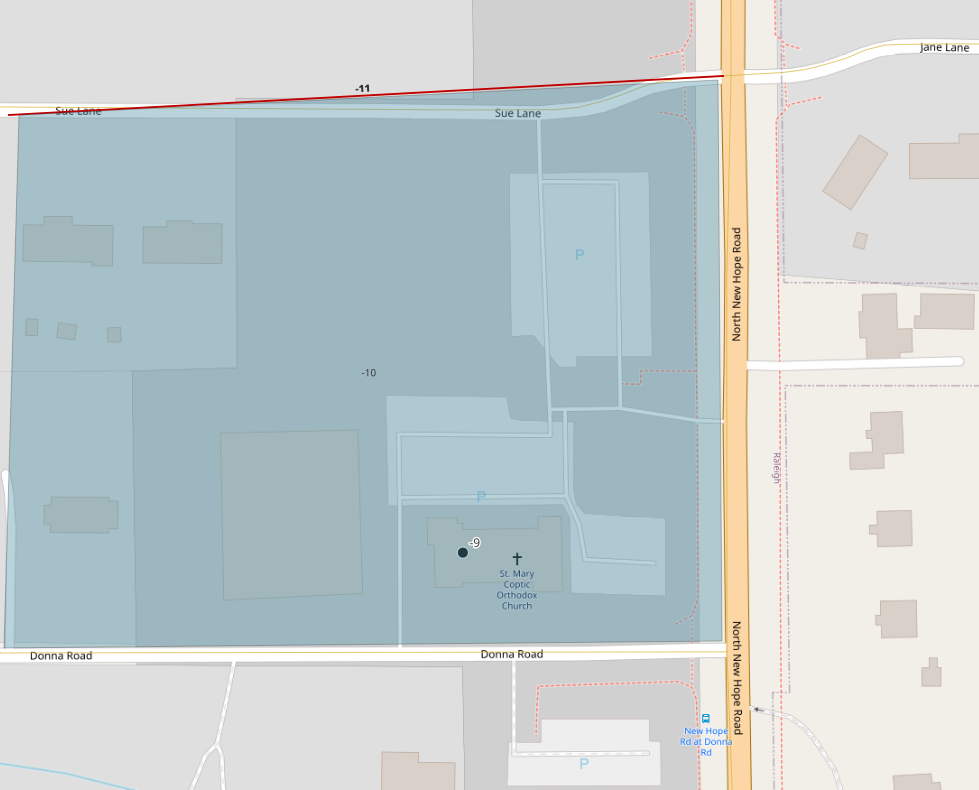 Jane Lane
-11
Sue Lane
Sue Lane
P
North New Hope Road
-10
Raleigh
P
-9
St. Mary
Coptic
Orthodox
Church
Donna Road
Donna Road
North New Hope Road
New Hope
Rd at Donna
Rd
P